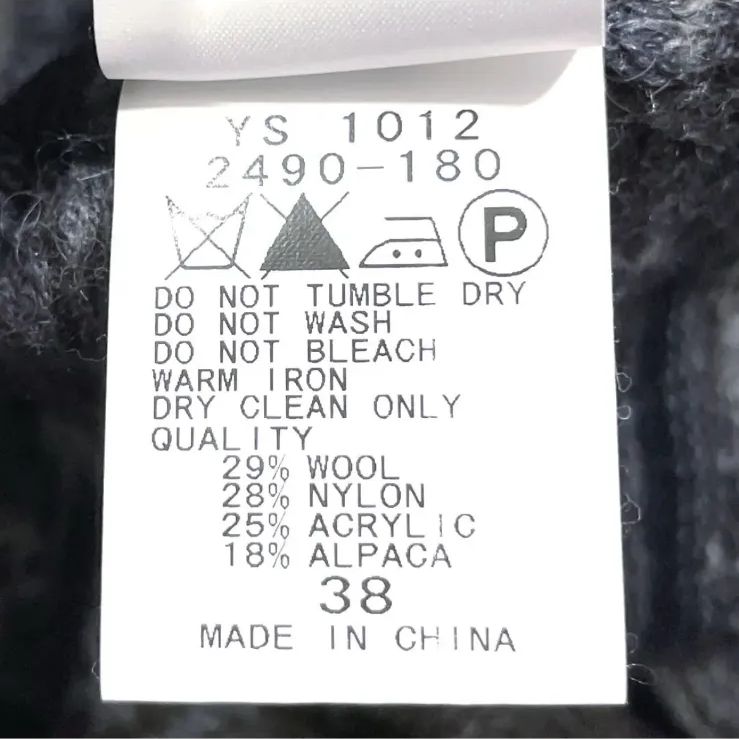 YS 1012
2490-180
P
DO NOT TUMBLE DRY
DO NOT WASH
DO NOT BLEACH
WARM IRON
DRY CLEAN ONLY
QUALITY
29% WOOL
28% NYLON
25% ACRYLIC
18% ALPACA
38
MADE IN CHINA